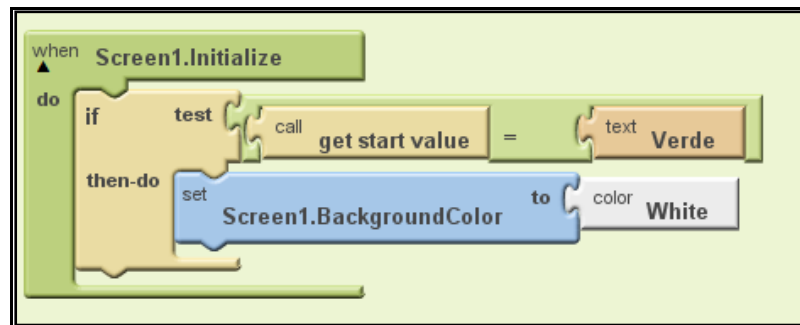 when Screen1.Initialize
do if test call get start value = text Verde
then-do set Screen1.BackgroundColor to color White